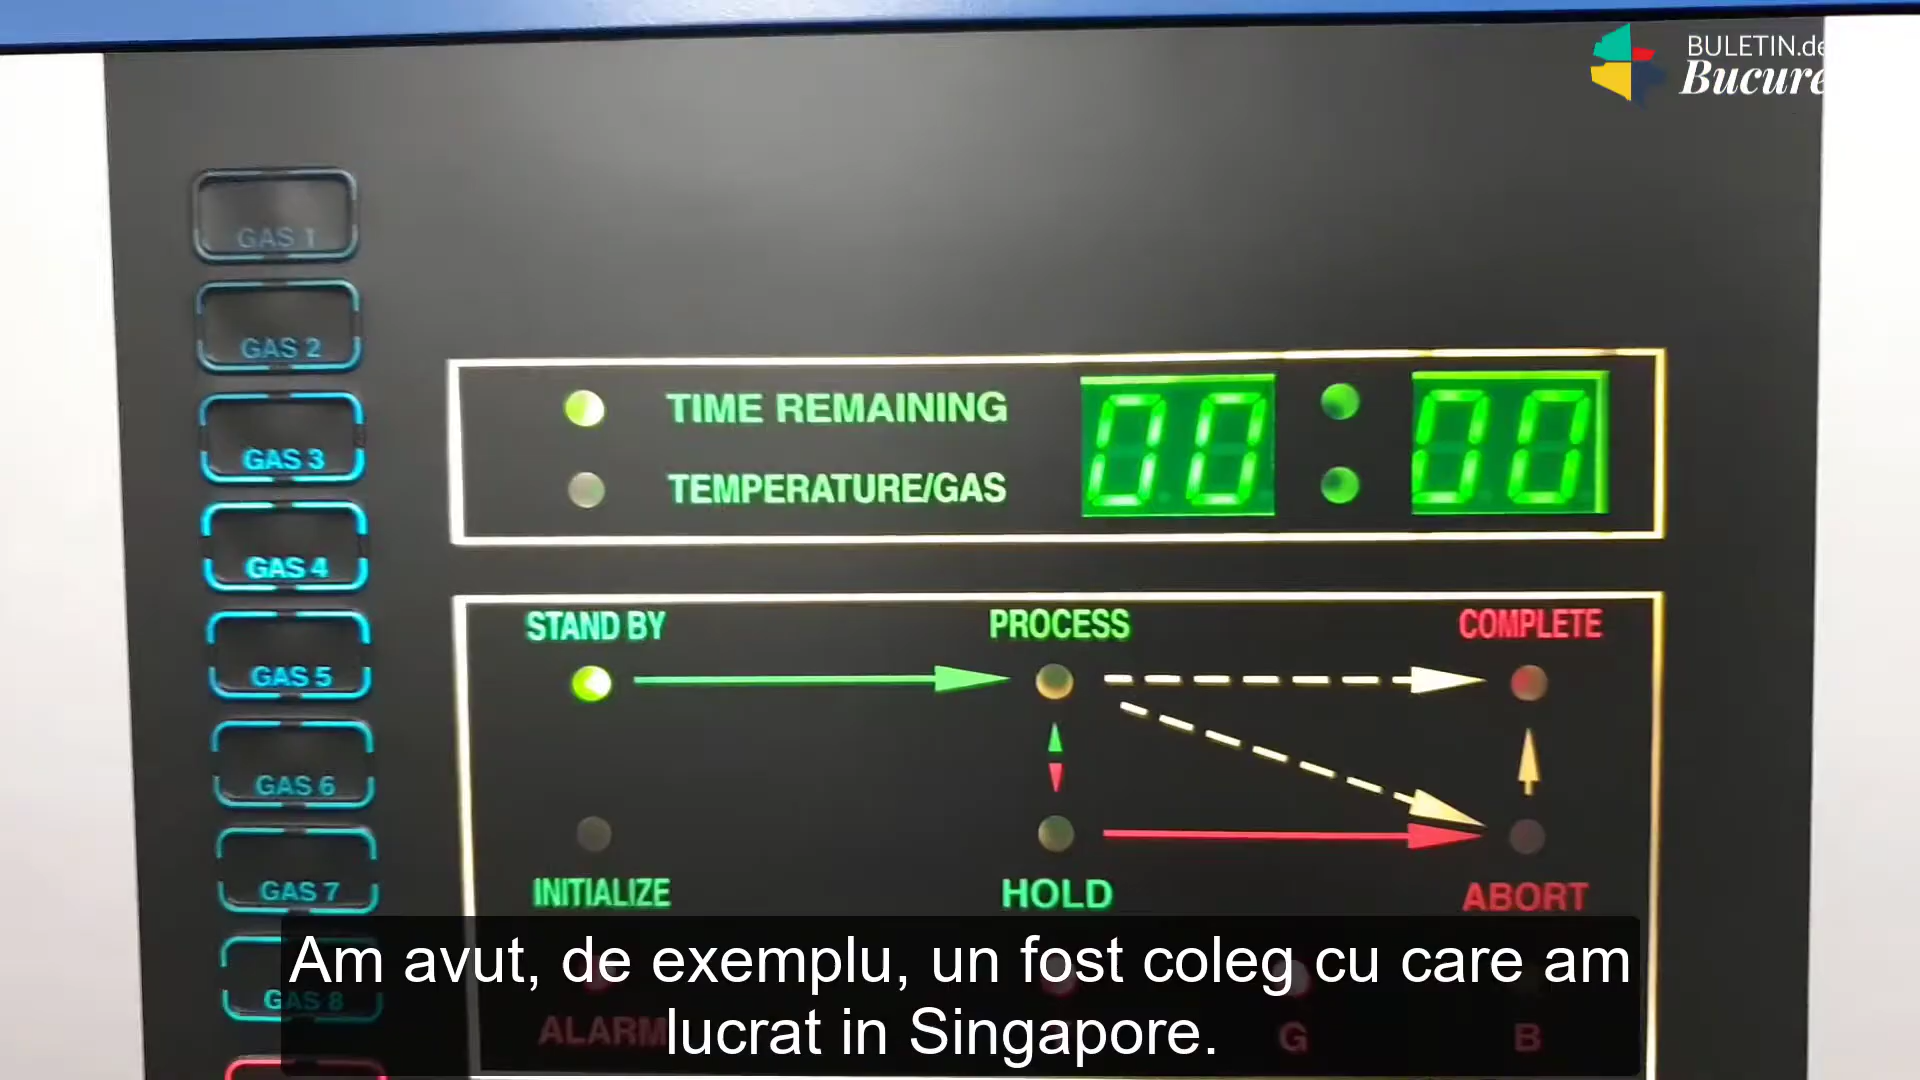 BULETIN.de
Bucure
GAS 1
GAS 2
GAS 3
GAS 4
GAS 5
GAS 6
GAS 7
GAS 8
TIME REMAINING
00:00
TEMPERATURE/GAS
STAND BY
PROCESS
COMPLETE
INITIALIZE
HOLD
ABORT
ALARM
G
B
Am avut, de exemplu, un fost coleg cu care am
lucrat in Singapore.